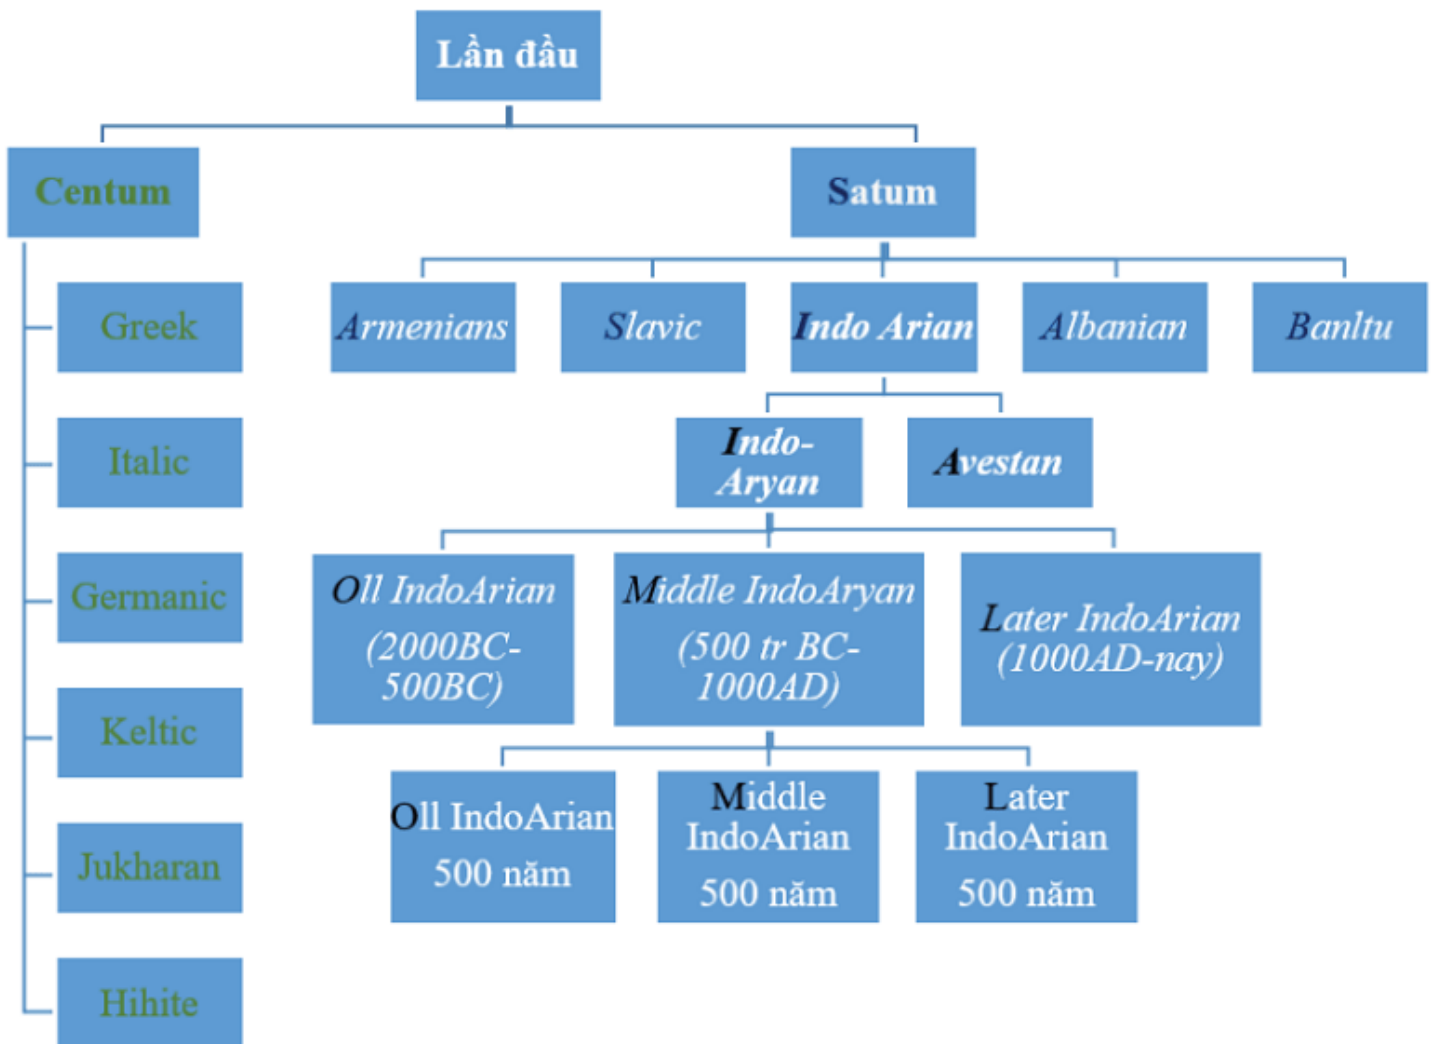 Lần đầu
Centum
Satum
Greek
Armenians
Slavic
Indo Arian
Albanian
Banltu
Italic
Indo-
Aryan
Avestan
Germanic
Oll IndoArian
(2000BC-
500BC)
Middle IndoAryan
(500 tr BC-
1000AD)
Later IndoArian
(1000AD-nay)
Keltic
Oll IndoArian
500 năm
Middle
IndoArian
500 năm
Later
IndoArian
500 năm
Jukharan
Hihite